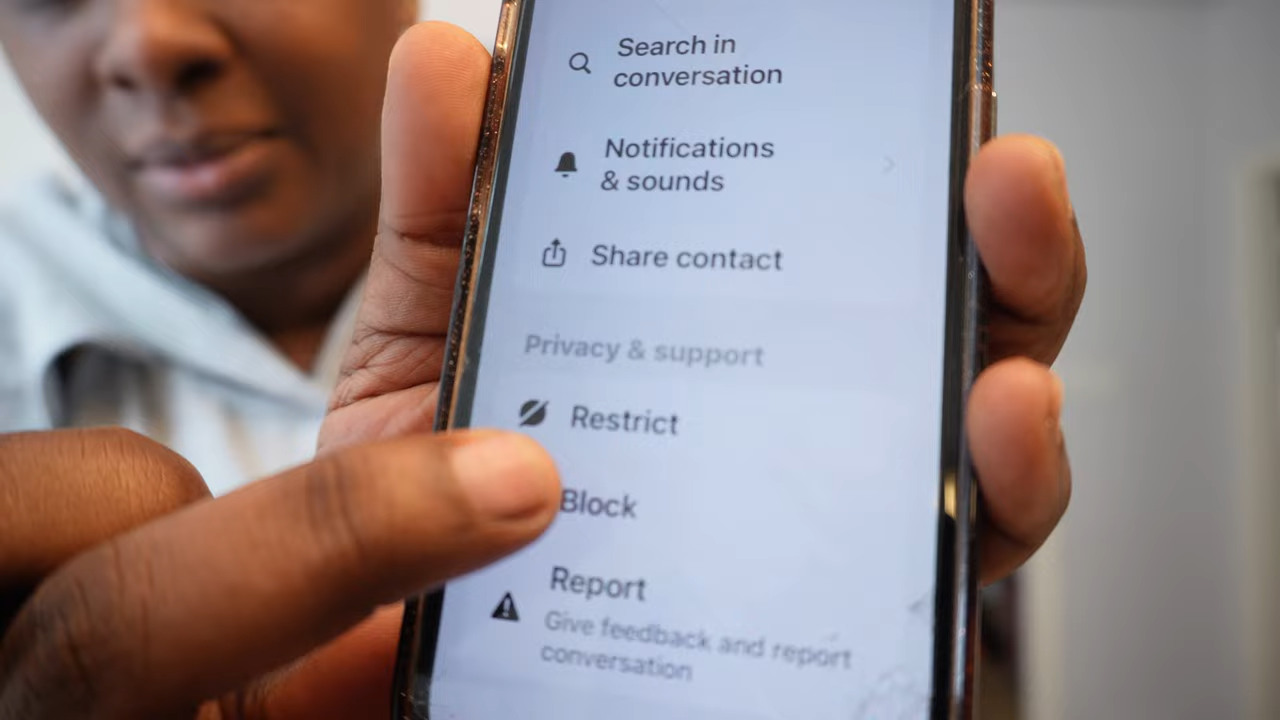 Search in
conversation
Notifications
& sounds
Share contact
Privacy & support
Restrict
Block
Report
Give feedback and report
conversation